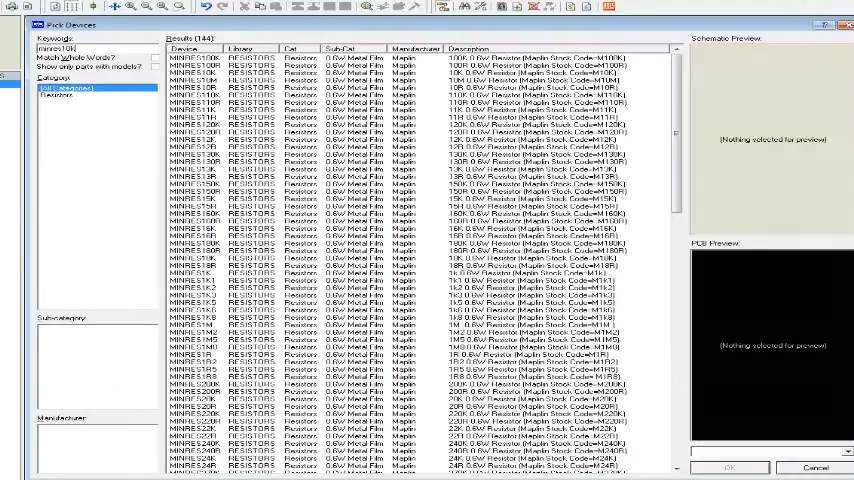 Pick Devices
Keywords:
minres10k
Match Whole Words?
Show only parts with models?
Category:
(All Categories)
Resistors
Sub-category:
Manufacturer:
Results (144):
Device Library Cat Sub-Cat Manufacturer Description
MINRES100K RESISTORS Resistors 0.6W Metal Film Maplin 100K 0.6W Resistor (Maplin Stock Code=M100K)
MINRES100R RESISTORS Resistors 0.6W Metal Film Maplin 100R 0.6W Resistor (Maplin Stock Code=M100R)
MINRES10K RESISTORS Resistors 0.6W Metal Film Maplin 10K 0.6W Resistor (Maplin Stock Code=M10K)
MINRES10M RESISTORS Resistors 0.6W Metal Film Maplin 10M 0.6W Resistor (Maplin Stock Code=M10M)
MINRES10R RESISTORS Resistors 0.6W Metal Film Maplin 10R 0.6W Resistor (Maplin Stock Code=M10R)
MINRES110K RESISTORS Resistors 0.6W Metal Film Maplin 110K 0.6W Resistor (Maplin Stock Code=M110K)
MINRES110R RESISTORS Resistors 0.6W Metal Film Maplin 110R 0.6W Resistor (Maplin Stock Code=M110R)
MINRES11K RESISTORS Resistors 0.6W Metal Film Maplin 11K 0.6W Resistor (Maplin Stock Code=M11K)
MINRES11R RESISTORS Resistors 0.6W Metal Film Maplin 11R 0.6W Resistor (Maplin Stock Code=M11R)
MINRES120K RESISTORS Resistors 0.6W Metal Film Maplin 120K 0.6W Resistor (Maplin Stock Code=M120K)
MINRES120R RESISTORS Resistors 0.6W Metal Film Maplin 120R 0.6W Resistor (Maplin Stock Code=M120R)
MINRES12K RESISTORS Resistors 0.6W Metal Film Maplin 12K 0.6W Resistor (Maplin Stock Code=M12K)
MINRES12R RESISTORS Resistors 0.6W Metal Film Maplin 12R 0.6W Resistor (Maplin Stock Code=M12R)
MINRES130K RESISTORS Resistors 0.6W Metal Film Maplin 130K 0.6W Resistor (Maplin Stock Code=M130K)
MINRES130R RESISTORS Resistors 0.6W Metal Film Maplin 130R 0.6W Resistor (Maplin Stock Code=M130R)
MINRES13K RESISTORS Resistors 0.6W Metal Film Maplin 13K 0.6W Resistor (Maplin Stock Code=M13K)
MINRES13R RESISTORS Resistors 0.6W Metal Film Maplin 13R 0.6W Resistor (Maplin Stock Code=M13R)
MINRES150K RESISTORS Resistors 0.6W Metal Film Maplin 150K 0.6W Resistor (Maplin Stock Code=M150K)
MINRES150R RESISTORS Resistors 0.6W Metal Film Maplin 150R 0.6W Resistor (Maplin Stock Code=M150R)
MINRES15K RESISTORS Resistors 0.6W Metal Film Maplin 15K 0.6W Resistor (Maplin Stock Code=M15K)
MINRES15R RESISTORS Resistors 0.6W Metal Film Maplin 15R 0.6W Resistor (Maplin Stock Code=M15R)
MINRES160K RESISTORS Resistors 0.6W Metal Film Maplin 160K 0.6W Resistor (Maplin Stock Code=M160K)
MINRES160R RESISTORS Resistors 0.6W Metal Film Maplin 160R 0.6W Resistor (Maplin Stock Code=M160R)
MINRES16K RESISTORS Resistors 0.6W Metal Film Maplin 16K 0.6W Resistor (Maplin Stock Code=M16K)
MINRES16R RESISTORS Resistors 0.6W Metal Film Maplin 16R 0.6W Resistor (Maplin Stock Code=M16R)
MINRES180K RESISTORS Resistors 0.6W Metal Film Maplin 180K 0.6W Resistor (Maplin Stock Code=M180K)
MINRES180R RESISTORS Resistors 0.6W Metal Film Maplin 180R 0.6W Resistor (Maplin Stock Code=M180R)
MINRES18K RESISTORS Resistors 0.6W Metal Film Maplin 18K 0.6W Resistor (Maplin Stock Code=M18K)
MINRES18R RESISTORS Resistors 0.6W Metal Film Maplin 18R 0.6W Resistor (Maplin Stock Code=M18R)
MINRES1K RESISTORS Resistors 0.6W Metal Film Maplin 1k 0.6W Resistor (Maplin Stock Code=M1k)
MINRES1K1 RESISTORS Resistors 0.6W Metal Film Maplin 1k1 0.6W Resistor (Maplin Stock Code=M1k1)
MINRES1K2 RESISTORS Resistors 0.6W Metal Film Maplin 1k2 0.6W Resistor (Maplin Stock Code=M1k2)
MINRES1K3 RESISTORS Resistors 0.6W Metal Film Maplin 1k3 0.6W Resistor (Maplin Stock Code=M1k3)
MINRES1K5 RESISTORS Resistors 0.6W Metal Film Maplin 1k5 0.6W Resistor (Maplin Stock Code=M1k5)
MINRES1K6 RESISTORS Resistors 0.6W Metal Film Maplin 1k6 0.6W Resistor (Maplin Stock Code=M1k6)
MINRES1K8 RESISTORS Resistors 0.6W Metal Film Maplin 1k8 0.6W Resistor (Maplin Stock Code=M1k8)
MINRES1M RESISTORS Resistors 0.6W Metal Film Maplin 1M 0.6W Resistor (Maplin Stock Code=M1M)
MINRES1M2 RESISTORS Resistors 0.6W Metal Film Maplin 1M2 0.6W Resistor (Maplin Stock Code=M1M2)
MINRES1M5 RESISTORS Resistors 0.6W Metal Film Maplin 1M5 0.6W Resistor (Maplin Stock Code=M1M5)
MINRES1M8 RESISTORS Resistors 0.6W Metal Film Maplin 1M8 0.6W Resistor (Maplin Stock Code=M1M8)
MINRES1R RESISTORS Resistors 0.6W Metal Film Maplin 1R 0.6W Resistor (Maplin Stock Code=M1R)
MINRES1R2 RESISTORS Resistors 0.6W Metal Film Maplin 1R2 0.6W Resistor (Maplin Stock Code=M1R2)
MINRES1R5 RESISTORS Resistors 0.6W Metal Film Maplin 1R5 0.6W Resistor (Maplin Stock Code=M1R5)
MINRES1R8 RESISTORS Resistors 0.6W Metal Film Maplin 1R8 0.6W Resistor (Maplin Stock Code=M1R8)
MINRES200K RESISTORS Resistors 0.6W Metal Film Maplin 200K 0.6W Resistor (Maplin Stock Code=M200K)
MINRES200R RESISTORS Resistors 0.6W Metal Film Maplin 200R 0.6W Resistor (Maplin Stock Code=M200R)
MINRES20K RESISTORS Resistors 0.6W Metal Film Maplin 20K 0.6W Resistor (Maplin Stock Code=M20K)
MINRES20R RESISTORS Resistors 0.6W Metal Film Maplin 20R 0.6W Resistor (Maplin Stock Code=M20R)
MINRES220K RESISTORS Resistors 0.6W Metal Film Maplin 220K 0.6W Resistor (Maplin Stock Code=M220K)
MINRES220R RESISTORS Resistors 0.6W Metal Film Maplin 220R 0.6W Resistor (Maplin Stock Code=M220R)
MINRES22K RESISTORS Resistors 0.6W Metal Film Maplin 22K 0.6W Resistor (Maplin Stock Code=M22K)
MINRES22R RESISTORS Resistors 0.6W Metal Film Maplin 22R 0.6W Resistor (Maplin Stock Code=M22R)
MINRES240K RESISTORS Resistors 0.6W Metal Film Maplin 240K 0.6W Resistor (Maplin Stock Code=M240K)
MINRES240R RESISTORS Resistors 0.6W Metal Film Maplin 240R 0.6W Resistor (Maplin Stock Code=M240R)
MINRES24K RESISTORS Resistors 0.6W Metal Film Maplin 24K 0.6W Resistor (Maplin Stock Code=M24K)
MINRES24R RESISTORS Resistors 0.6W Metal Film Maplin 24R 0.6W Resistor (Maplin Stock Code=M24R)
Schematic Preview:
(Nothing selected for preview)
PCB Preview:
(Nothing selected for preview)
OK
Cancel